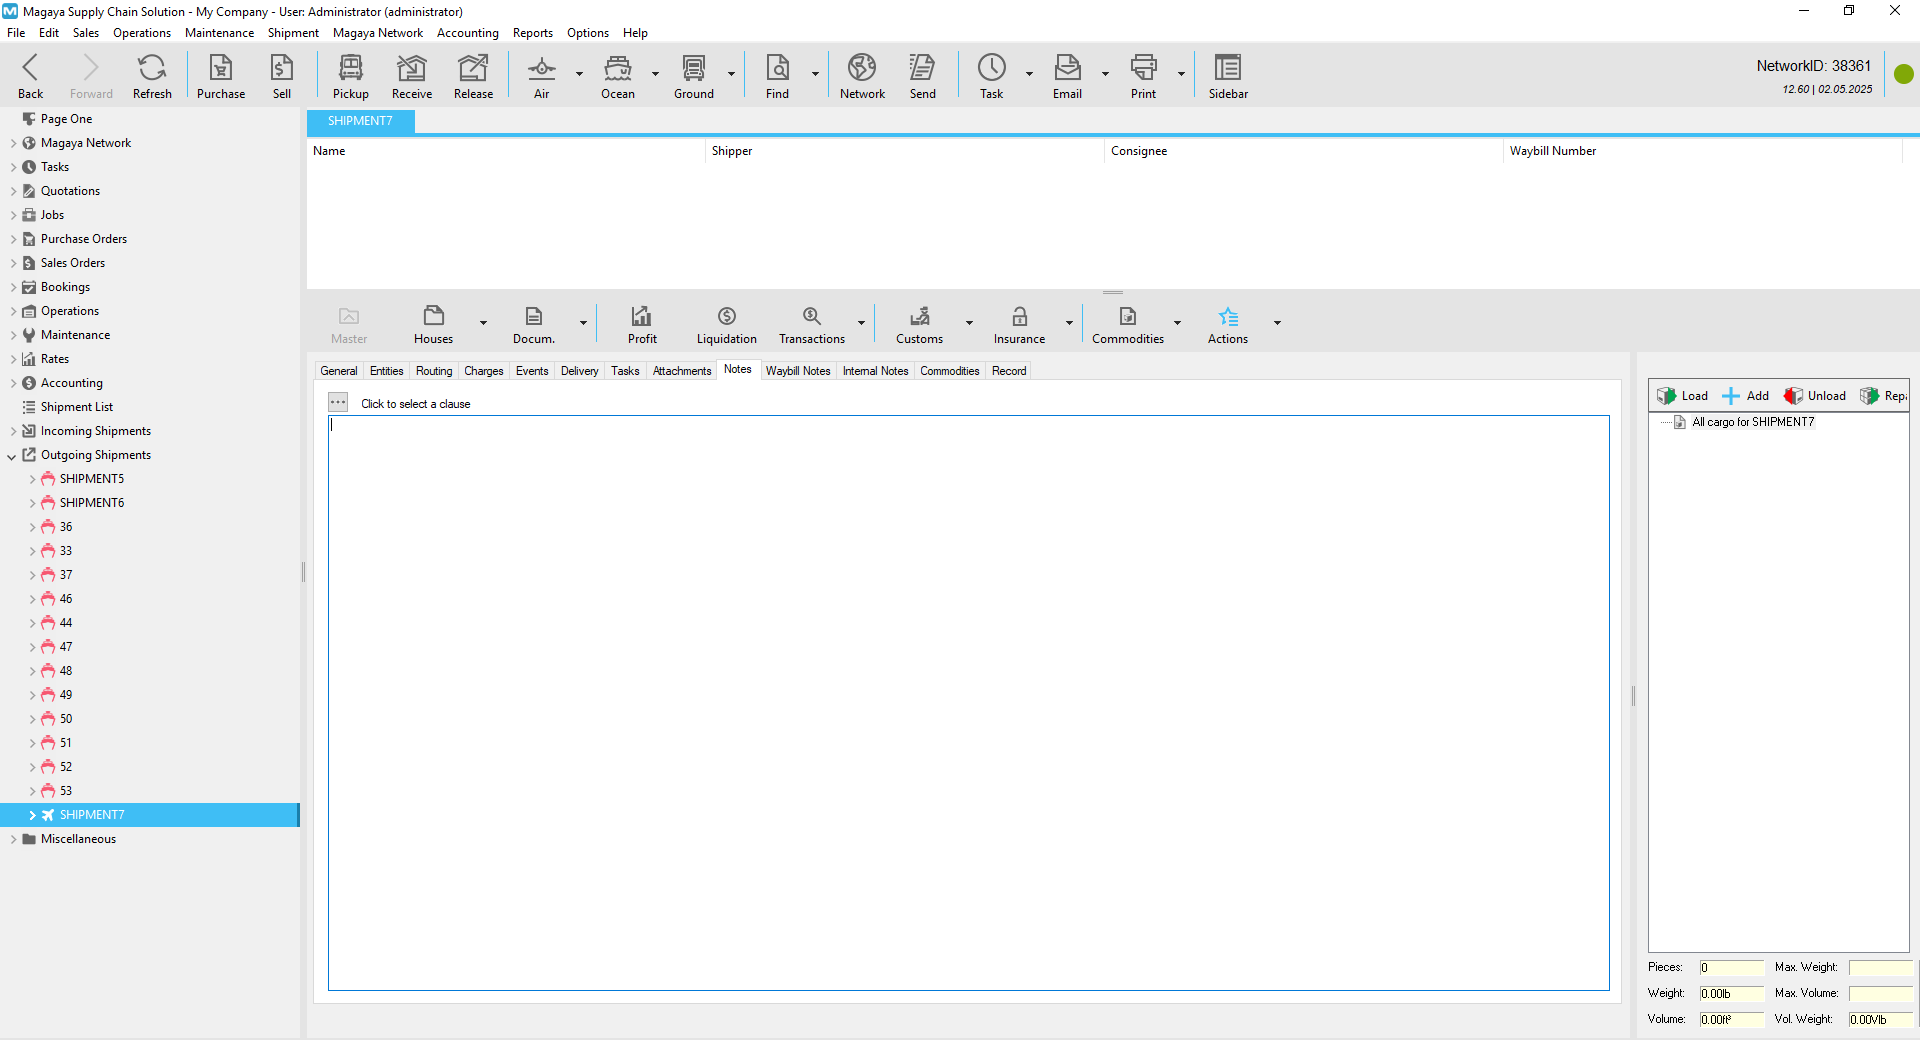 Magaya Supply Chain Solution - My Company - User: Administrator (administrator)
File Edit Sales Operations Maintenance Shipment Magaya Network Accounting Reports Options Help
Back Forward Refresh Purchase Sell Pickup Receive Release Air Ocean Ground Find Network Send Task Email Print Sidebar
NetworkID: 38361
12.60 | 02.05.2025
Page One
Magaya Network
Tasks
Quotations
Jobs
Purchase Orders
Sales Orders
Bookings
Operations
Maintenance
Rates
Accounting
Shipment List
Incoming Shipments
Outgoing Shipments
SHIPMENT5
SHIPMENT6
36
33
37
46
44
47
48
49
50
51
52
53
SHIPMENT7
Miscellaneous
SHIPMENT7
Name Shipper Consignee Waybill Number
Master Houses Docum. Profit Liquidation Transactions Customs Insurance Commodities Actions
General Entities Routing Charges Events Delivery Tasks Attachments Notes Waybill Notes Internal Notes Commodities Record
... Click to select a clause
Load Add Unload Repa
All cargo for SHIPMENT7
Pieces: 0 Max. Weight:
Weight: 0.00lb Max. Volume:
Volume: 0.00ft³ Vol. Weight: 0.00Vlb